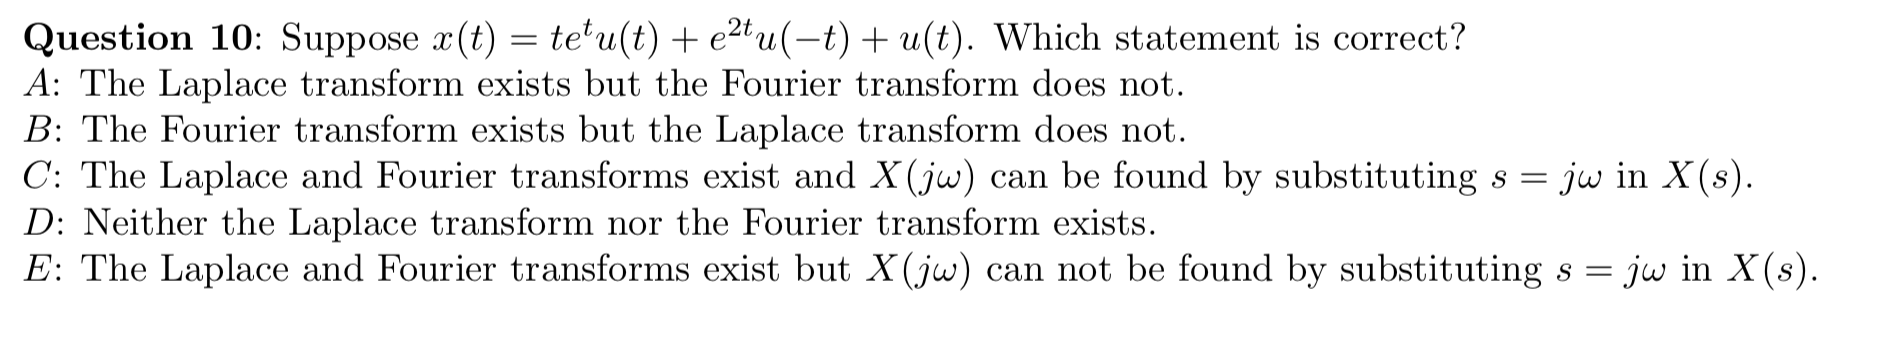 Question 10: Suppose x(t) = te^t u(t) + e^{2t} u(−t) + u(t). Which statement is correct?
A: The Laplace transform exists but the Fourier transform does not.
B: The Fourier transform exists but the Laplace transform does not.
C: The Laplace and Fourier transforms exist and X(jω) can be found by substituting s = jω in X(s).
D: Neither the Laplace transform nor the Fourier transform exists.
E: The Laplace and Fourier transforms exist but X(jω) can not be found by substituting s = jω in X(s).